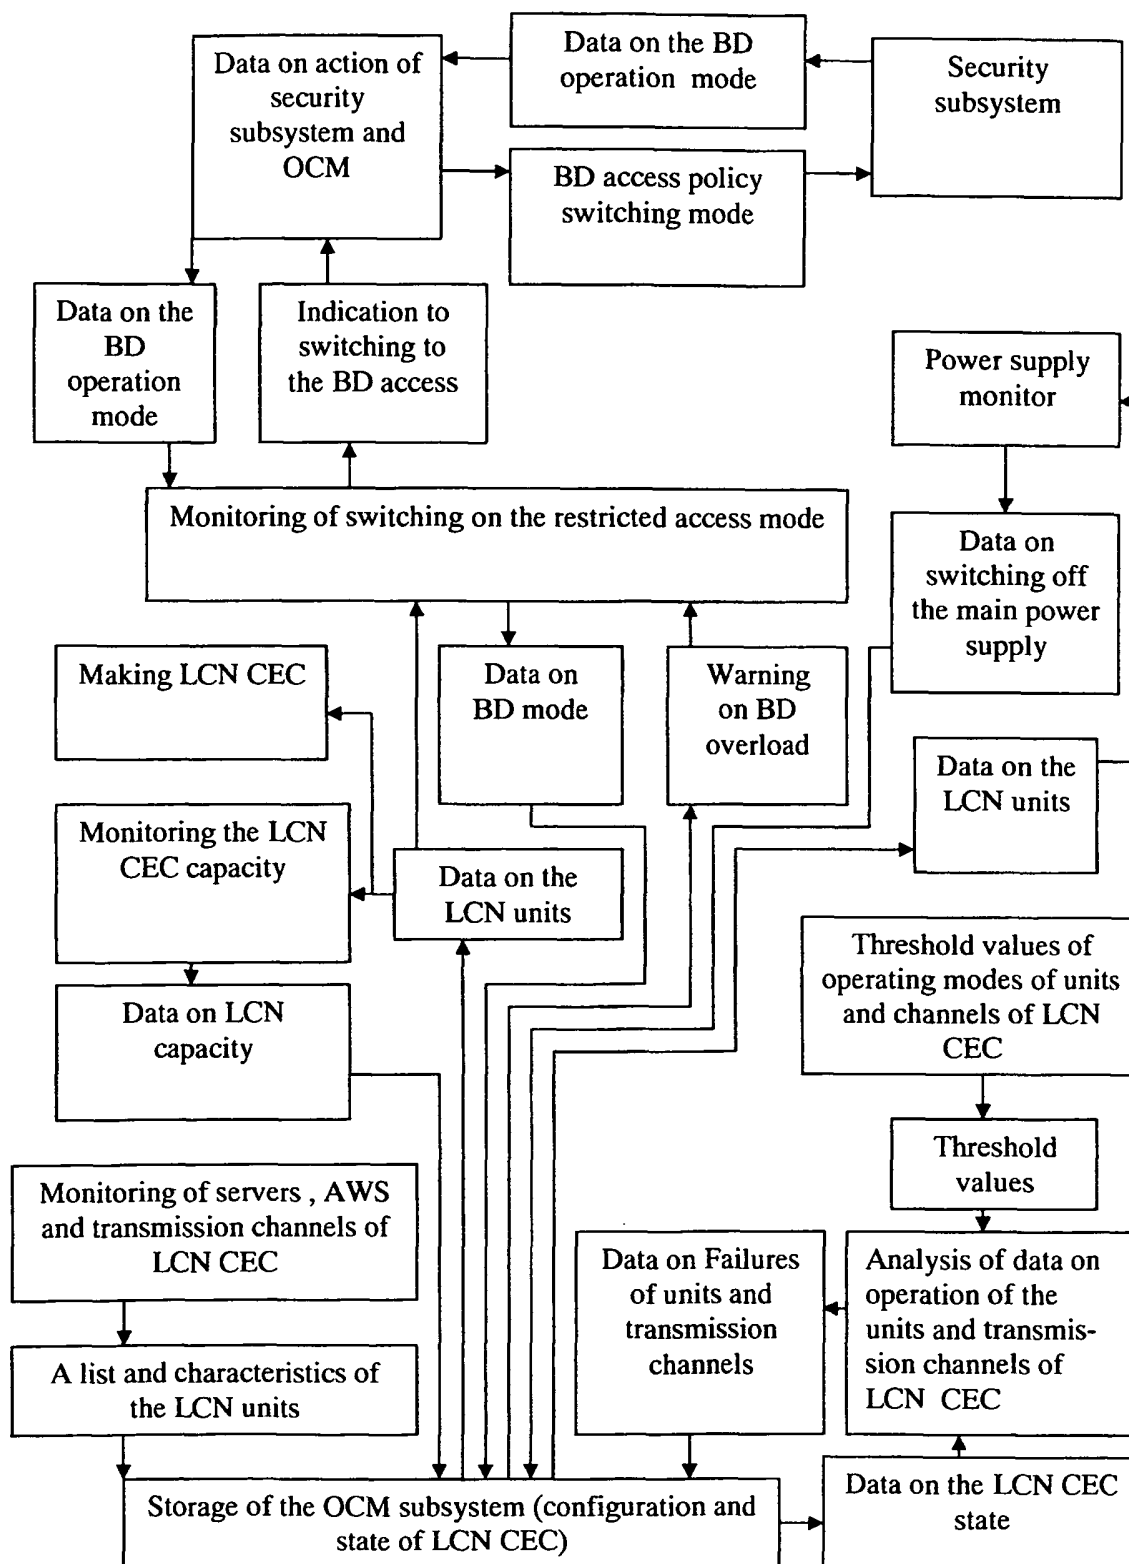 Data on action of
security
subsystem and
OCM
Data on the BD
operation mode
Security
subsystem
BD access policy
switching mode
Data on the
BD
operation
mode
Indication to
switching to
the BD access
Power supply
monitor
Monitoring of switching on the restricted access mode
Data on
switching off
the main power
supply
Making LCN CEC
Data on
BD mode
Warning
on BD
overload
Data on the
LCN units
Monitoring the LCN
CEC capacity
Data on the
LCN units
Threshold values of
operating modes of units
and channels of LCN
CEC
Data on LCN
capacity
Threshold
values
Monitoring of servers , AWS
and transmission channels of
LCN CEC
Data on Failures
of units and
transmission
channels
Analysis of data on
operation of the
units and transmis-
sion channels of
LCN CEC
A list and characteristics of
the LCN units
Storage of the OCM subsystem (configuration and
state of LCN CEC)
Data on the LCN CEC
state